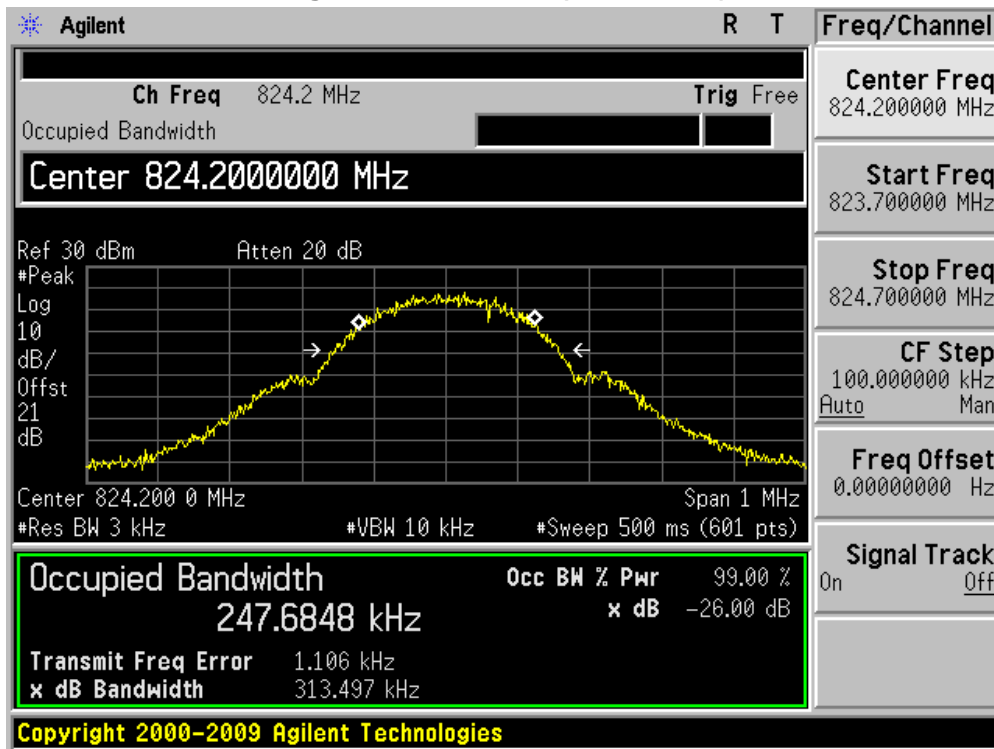 Agilent R T Freq/Channel
Ch Freq 824.2 MHz Trig Free
Occupied Bandwidth
Center 824.2000000 MHz
Center Freq
824.200000 MHz
Start Freq
823.700000 MHz
Stop Freq
824.700000 MHz
CF Step
100.000000 kHz
Auto Man
Freq Offset
0.00000000 Hz
Signal Track
On Off
Ref 30 dBm Atten 20 dB
#Peak
Log
10
dB/
Offst
21
dB
Center 824.200 0 MHz Span 1 MHz
#Res BW 3 kHz #VBW 10 kHz #Sweep 500 ms (601 pts)
Occupied Bandwidth Occ BW % Pwr 99.00 %
247.6848 kHz x dB -26.00 dB
Transmit Freq Error 1.106 kHz
x dB Bandwidth 313.497 kHz
Copyright 2000-2009 Agilent Technologies